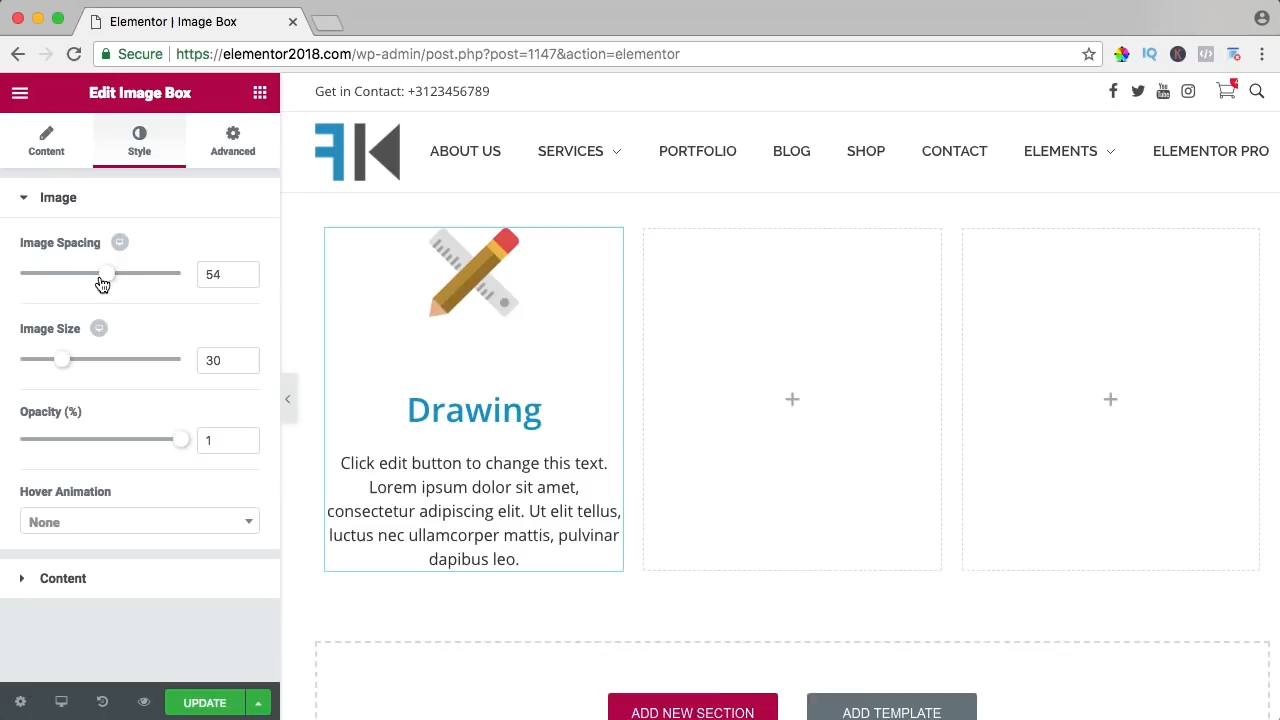 Elementor | Image Box
Secure | https://elementor2018.com/wp-admin/post.php?post=1147&action=elementor
Edit Image Box
Content
Style
Advanced
Image
Image Spacing
54
Image Size
30
Opacity (%)
1
Hover Animation
None
Content
UPDATE
Get in Contact: +3123456789
ABOUT US
SERVICES
PORTFOLIO
BLOG
SHOP
CONTACT
ELEMENTS
ELEMENTOR PRO
Drawing
Click edit button to change this text.
Lorem ipsum dolor sit amet,
consectetur adipiscing elit. Ut elit tellus,
luctus nec ullamcorper mattis, pulvinar
dapibus leo.
ADD NEW SECTION
ADD TEMPLATE